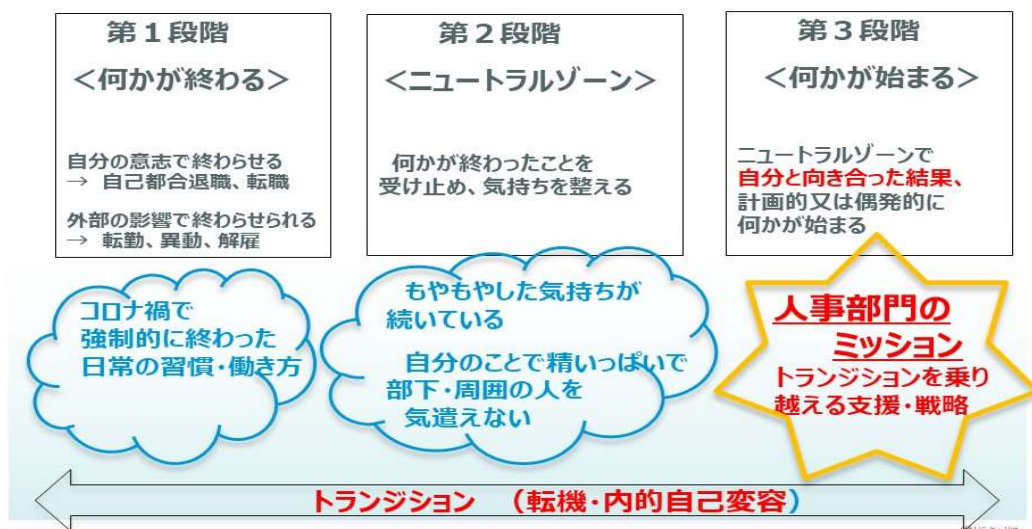 第１段階
＜何かが終わる＞
自分の意志で終わらせる
→ 自己都合退職、転職
外部の影響で終わらせられる
→ 転勤、異動、解雇
第２段階
＜ニュートラルゾーン＞
何かが終わったことを
受け止め、気持ちを整える
第３段階
＜何かが始まる＞
ニュートラルゾーンで
自分と向き合った結果、
計画的又は偶発的に
何かが始まる
コロナ禍で
強制的に終わった
日常の習慣・働き方
もやもやした気持ちが
続いている
自分のことで精いっぱいで
部下・周囲の人を
気遣えない
人事部門の
ミッション
トランジションを乗り
越える支援・戦略
トランジション （転機・内的自己変容）